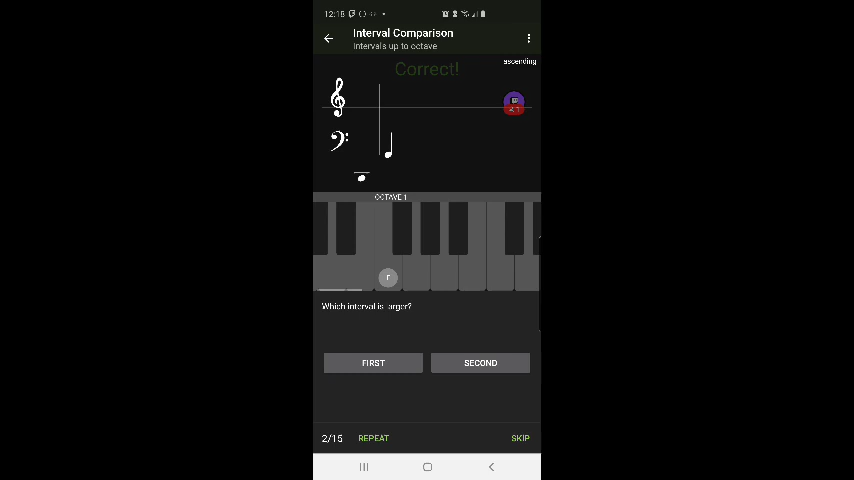 12:18
Interval Comparison
Intervals up to octave
ascending
Correct!
OCTAVE 1
F
Which interval is larger?
FIRST SECOND
2/15 REPEAT SKIP